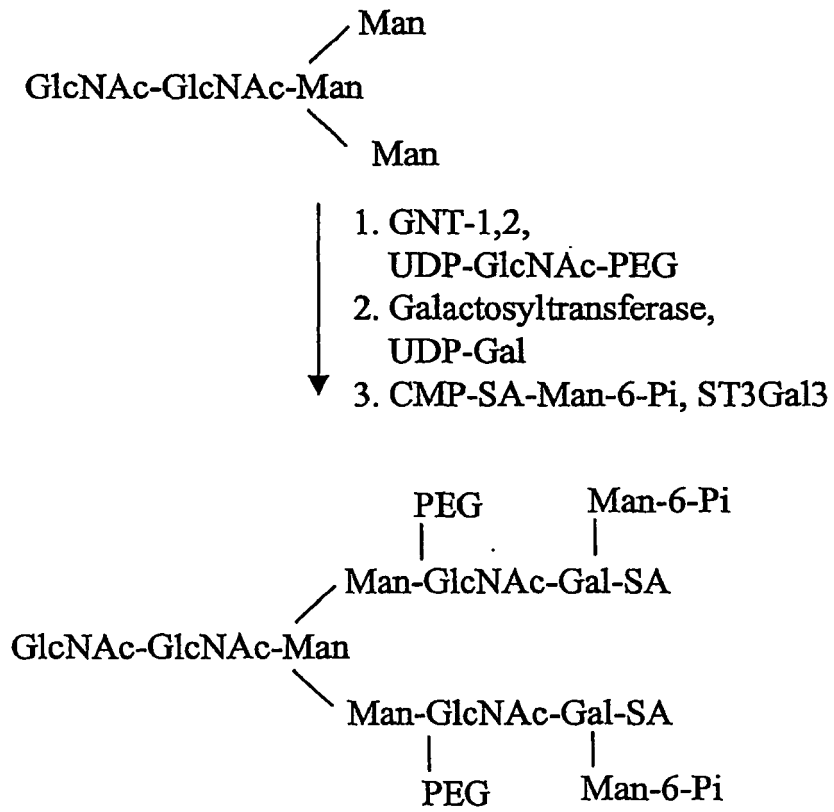 Man
GlcNAc-GlcNAc-Man
Man
1. GNT-1,2,
UDP-GlcNAc-PEG
2. Galactosyltransferase,
UDP-Gal
3. CMP-SA-Man-6-Pi, ST3Gal3
PEG Man-6-Pi
Man-GlcNAc-Gal-SA
GlcNAc-GlcNAc-Man
Man-GlcNAc-Gal-SA
PEG Man-6-Pi